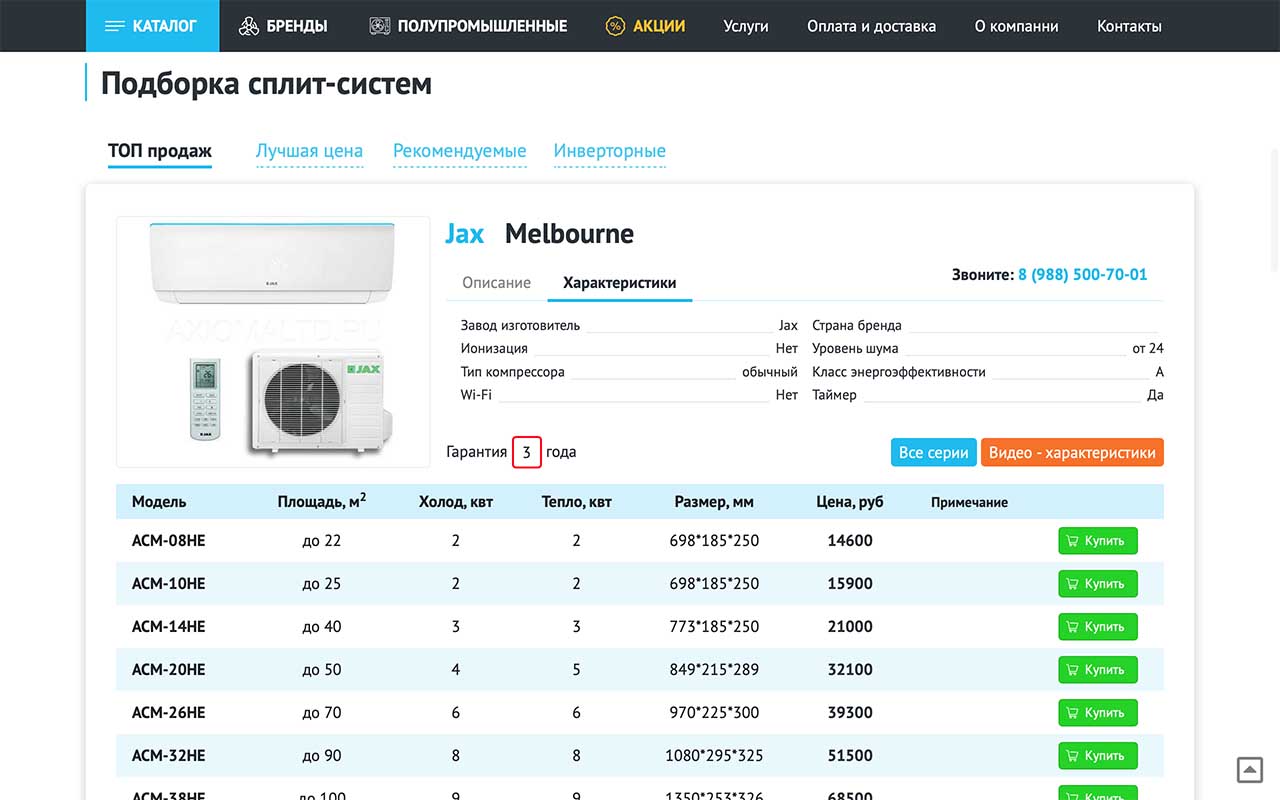 КАТАЛОГ БРЕНДЫ ПОЛУПРОМЫШЛЕННЫЕ % АКЦИИ Услуги Оплата и доставка О компании Контакты
Подборка сплит-систем
ТОП продаж Лучшая цена Рекомендуемые Инверторные
Jax Melbourne
Описание Характеристики Звоните: 8 (988) 500-70-01
AXIOMALTD.RU
JAX
JAX
JAX
Завод изготовитель Jax Страна бренда
Ионизация Нет Уровень шума от 24
Тип компрессора обычный Класс энергоэффективности A
Wi-Fi Нет Таймер Да
Гарантия 3 года Все серии Видео - характеристики
Модель Площадь, м2 Холод, квт Тепло, квт Размер, мм Цена, руб Примечание
ACM-08HE до 22 2 2 698*185*250 14600 Купить
ACM-10HE до 25 2 2 698*185*250 15900 Купить
ACM-14HE до 40 3 3 773*185*250 21000 Купить
ACM-20HE до 50 4 5 849*215*289 32100 Купить
ACM-26HE до 70 6 6 970*225*300 39300 Купить
ACM-32HE до 90 8 8 1080*295*325 51500 Купить
ACM-38HE до 100 9 9 1350*253*326 68500 Купить